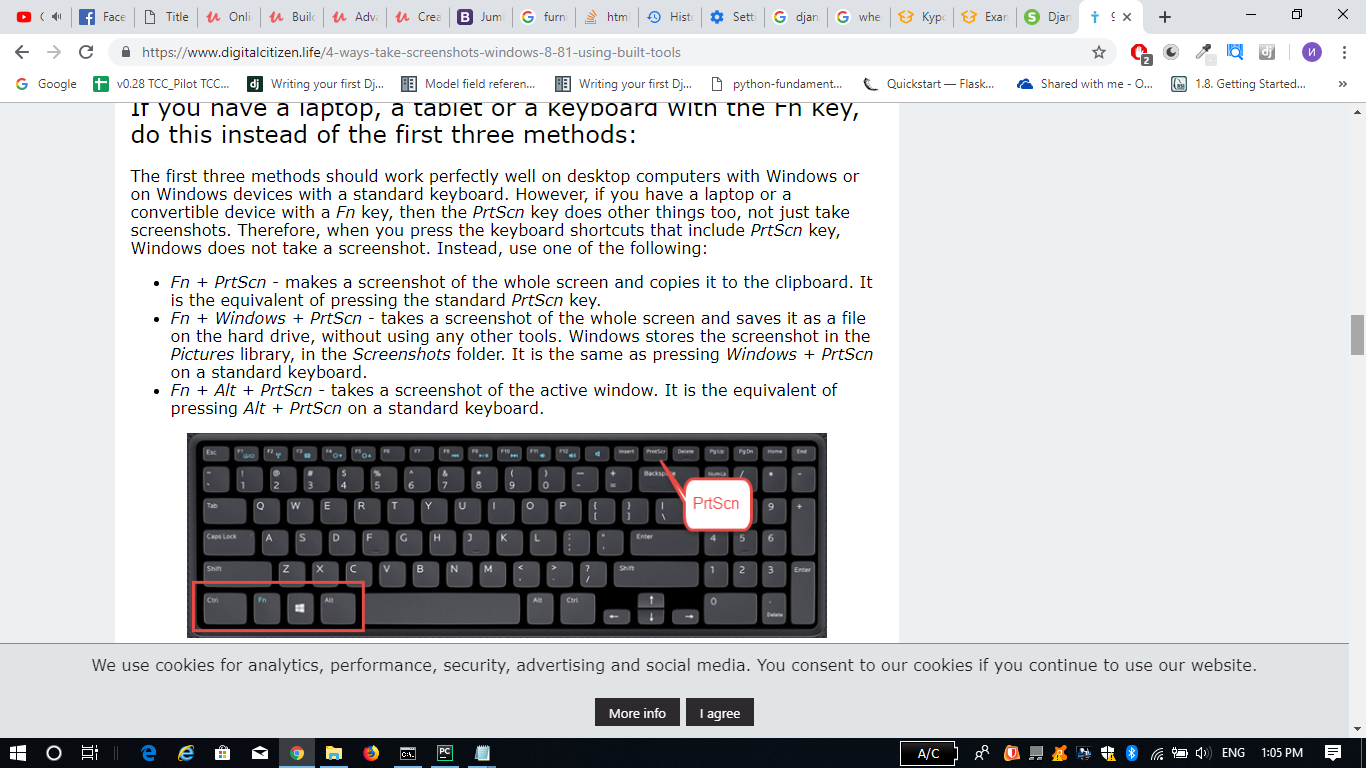 Face
Title
Onli
Buil
Adva
Crea
B
Jum
furn
html
Hist
Sett
djan
whe
Курс
Exar
Djan
https://www.digitalcitizen.life/4-ways-take-screenshots-windows-8-81-using-built-tools
2
dj
И
Google
v0.28 TCC_Pilot TCC...
dj
Writing your first Dj...
Model field referen...
Writing your first Dj...
python-fundament...
Quickstart — Flask...
Shared with me - O...
1.8. Getting Started...
»
If you have a laptop, a tablet or a keyboard with the Fn key,
do this instead of the first three methods:
The first three methods should work perfectly well on desktop computers with Windows or
on Windows devices with a standard keyboard. However, if you have a laptop or a
convertible device with a Fn key, then the PrtScn key does other things too, not just take
screenshots. Therefore, when you press the keyboard shortcuts that include PrtScn key,
Windows does not take a screenshot. Instead, use one of the following:
• Fn + PrtScn - makes a screenshot of the whole screen and copies it to the clipboard. It
is the equivalent of pressing the standard PrtScn key.
• Fn + Windows + PrtScn - takes a screenshot of the whole screen and saves it as a file
on the hard drive, without using any other tools. Windows stores the screenshot in the
Pictures library, in the Screenshots folder. It is the same as pressing Windows + PrtScn
on a standard keyboard.
• Fn + Alt + PrtScn - takes a screenshot of the active window. It is the equivalent of
pressing Alt + PrtScn on a standard keyboard.
Esc F1 F2 F3 F4 F5 F6 F7 F8 F9 F10 F11 F12 Insert PrntScr Delete PgUp PgDn Home End
~ ! @ # $ % ^ & * ( ) — +
` 1 2 3 4 5 6 7 8 9 0 - = Backspace NumLk / * -
PrtScn
Tab Q W E R T Y U I O P { [ } ] | \ 9 +
Caps Lock A S D F G H J K L : ; " ' Enter 4 5 6
Shift Z X C V B N M < , > . ? / Shift 1 2 3 Enter
Ctrl Fn Alt Alt Ctrl ← ↑ ↓ → 0 . Delete
We use cookies for analytics, performance, security, advertising and social media. You consent to our cookies if you continue to use our website.
More info
I agree
A/C
ENG
1:05 PM